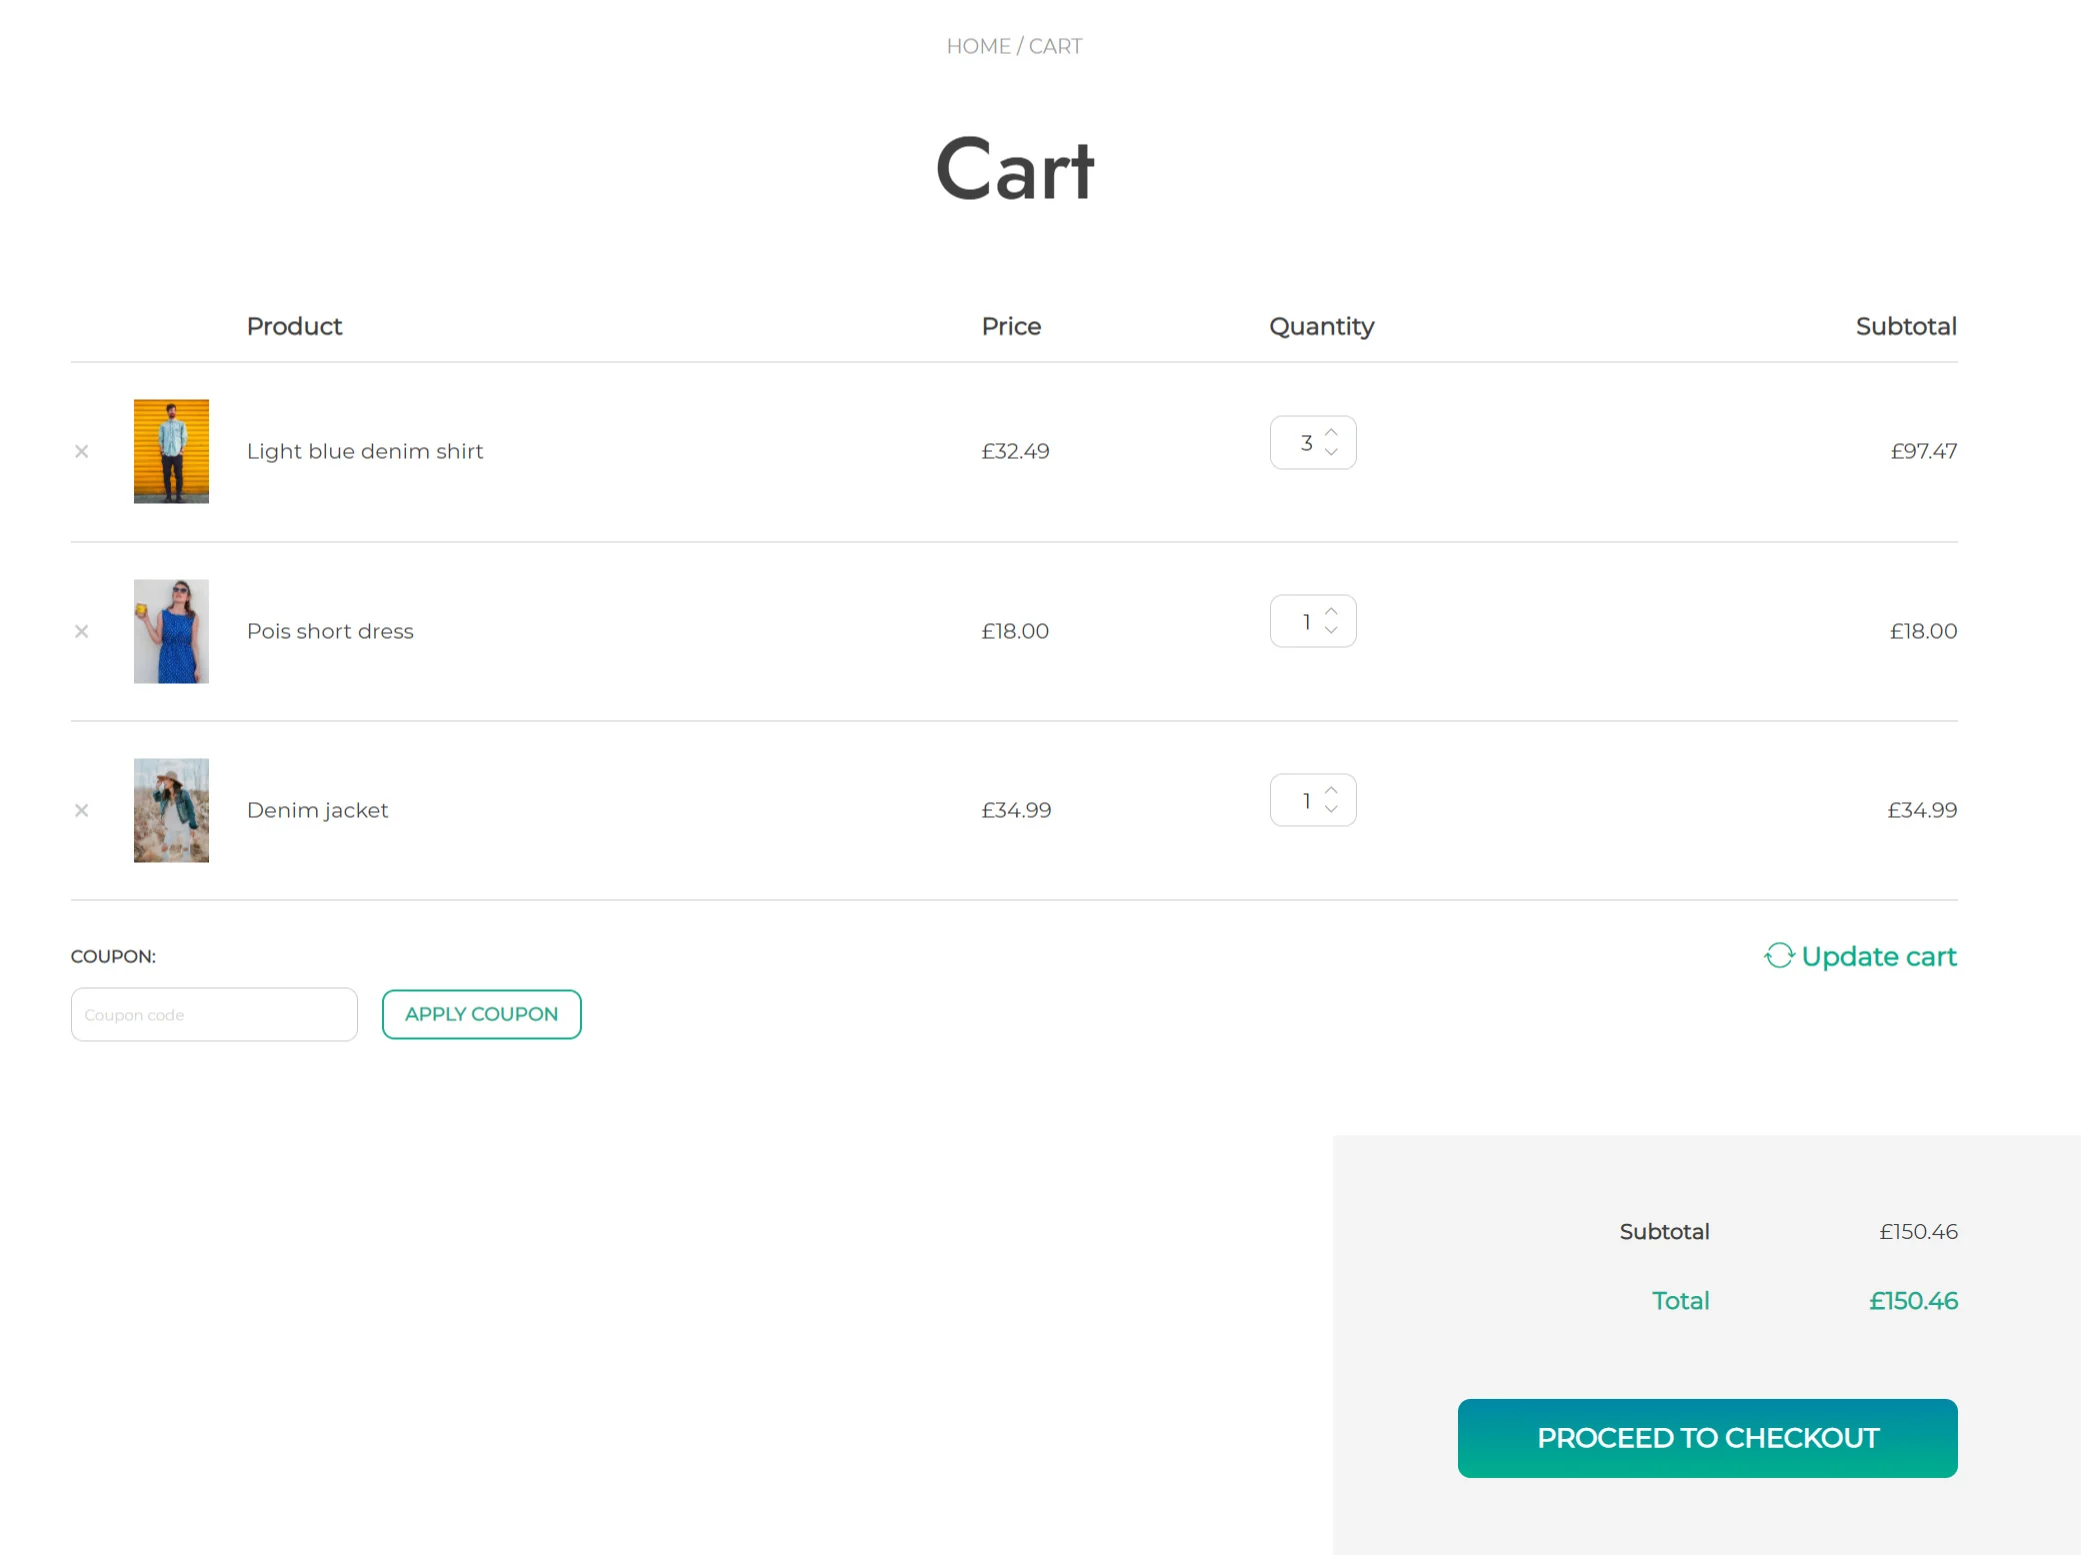 HOME / CART
Cart
Product Price Quantity Subtotal
× Light blue denim shirt £32.49 3 £97.47
× Pois short dress £18.00 1 £18.00
× Denim jacket £34.99 1 £34.99
COUPON: Update cart
Coupon code APPLY COUPON
Subtotal £150.46
Total £150.46
PROCEED TO CHECKOUT